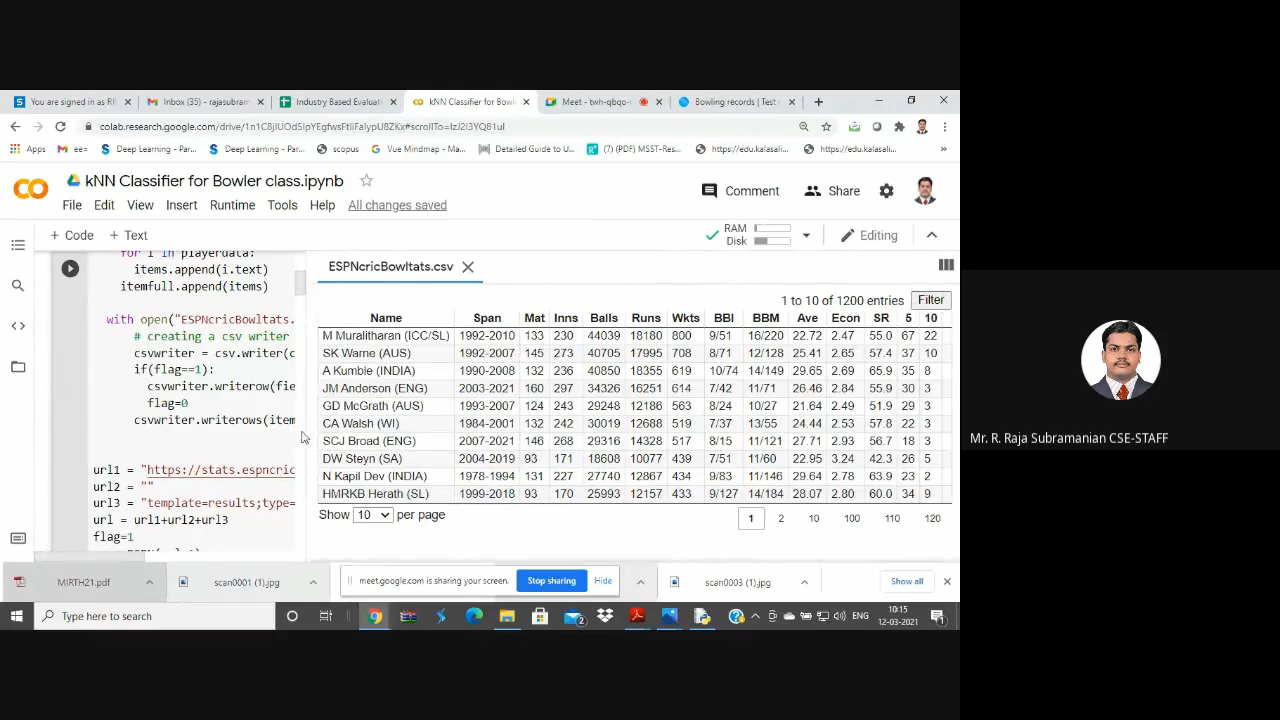 You are signed in as RF
Inbox (35) - rajasubram
Industry Based Evaluati
kNN Classifier for Bowler
Meet - twh-qbqo-
Bowling records | Test
colab.research.google.com/drive/
Apps
ee=
Deep Learning - Par...
Deep Learning - Par...
scopus
Vue Mindmap - Ma...
Detailed Guide to U...
(7) (PDF) MSST-Res...
https://edu.kalasali...
https://edu.kalasali...
»
kNN Classifier for Bowler class.ipynb
Comment
Share
File Edit View Insert Runtime Tools Help All changes saved
+ Code + Text
RAM
Disk
Editing
for i in playerdata:
items.append(i.text)
itemfull.append(items)
with open("ESPNcricBowltats.
# creating a csv writer
csvwriter = csv.writer(c
if(flag==1):
csvwriter.writerow(fie
flag=0
csvwriter.writerows(item
url1 = "https://stats.espncric
url2 = ""
url3 = "template=results;type=
url = url1+url2+url3
flag=1
ESPNcricBowltats.csv
1 to 10 of 1200 entries Filter
Name Span Mat Inns Balls Runs Wkts BBI BBM Ave Econ SR 5 10
M Muralitharan (ICC/SL) 1992-2010 133 230 44039 18180 800 9/51 16/220 22.72 2.47 55.0 67 22
SK Warne (AUS) 1992-2007 145 273 40705 17995 708 8/71 12/128 25.41 2.65 57.4 37 10
A Kumble (INDIA) 1990-2008 132 236 40850 18355 619 10/74 14/149 29.65 2.69 65.9 35 8
JM Anderson (ENG) 2003-2021 160 297 34326 16251 614 7/42 11/71 26.46 2.84 55.9 30 3
GD McGrath (AUS) 1993-2007 124 243 29248 12186 563 8/24 10/27 21.64 2.49 51.9 29 3
CA Walsh (WI) 1984-2001 132 242 30019 12688 519 7/37 13/55 24.44 2.53 57.8 22 3
SCJ Broad (ENG) 2007-2021 146 268 29316 14328 517 8/15 11/121 27.71 2.93 56.7 18 3
DW Steyn (SA) 2004-2019 93 171 18608 10077 439 7/51 11/60 22.95 3.24 42.3 26 5
N Kapil Dev (INDIA) 1978-1994 131 227 27740 12867 434 9/83 11/146 29.64 2.78 63.9 23 2
HMRKB Herath (SL) 1999-2018 93 170 25993 12157 433 9/127 14/184 28.07 2.80 60.0 34 9
Show 10 per page
1 2 10 100 110 120
Mr. R. Raja Subramanian CSE-STAFF
MIRTH21.pdf
scan0001 (1).jpg
meet.google.com is sharing your screen.
Stop sharing
Hide
scan0003 (1).jpg
Show all
Type here to search
ENG
10:15
12-03-2021